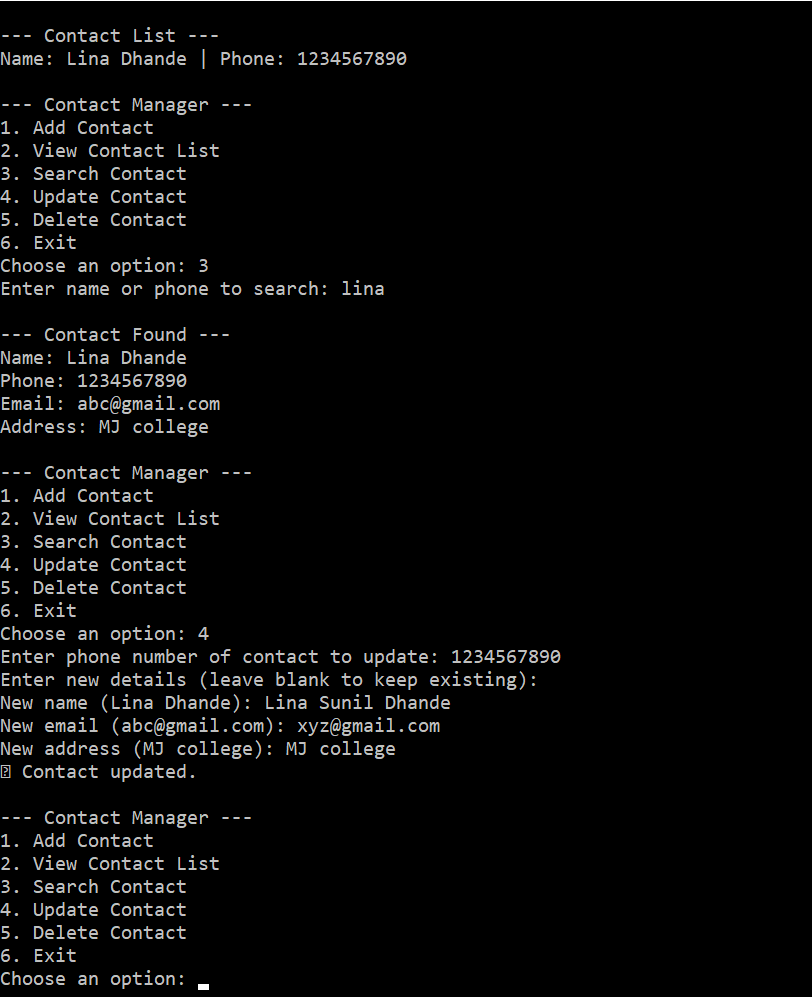 --- Contact List ---
Name: Lina Dhande | Phone: 1234567890
--- Contact Manager ---
1. Add Contact
2. View Contact List
3. Search Contact
4. Update Contact
5. Delete Contact
6. Exit
Choose an option: 3
Enter name or phone to search: lina
--- Contact Found ---
Name: Lina Dhande
Phone: 1234567890
Email: abc@gmail.com
Address: MJ college
--- Contact Manager ---
1. Add Contact
2. View Contact List
3. Search Contact
4. Update Contact
5. Delete Contact
6. Exit
Choose an option: 4
Enter phone number of contact to update: 1234567890
Enter new details (leave blank to keep existing):
New name (Lina Dhande): Lina Sunil Dhande
New email (abc@gmail.com): xyz@gmail.com
New address (MJ college): MJ college
Contact updated.
--- Contact Manager ---
1. Add Contact
2. View Contact List
3. Search Contact
4. Update Contact
5. Delete Contact
6. Exit
Choose an option: